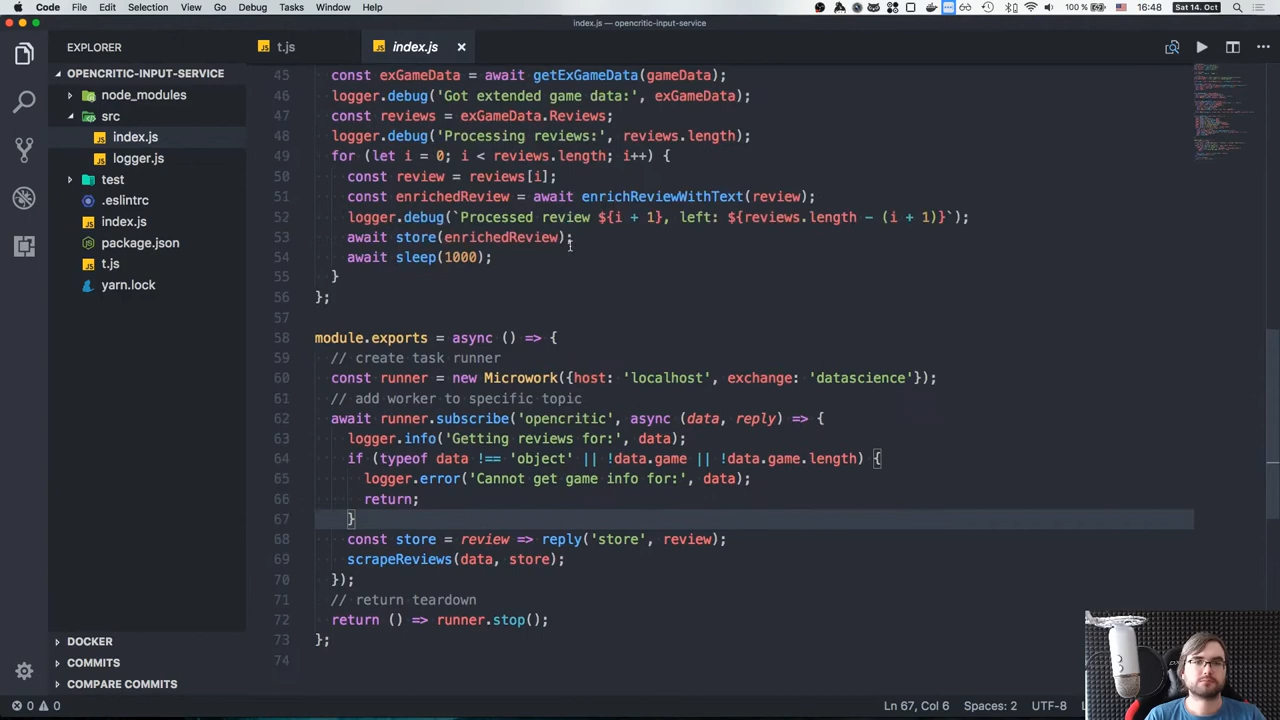 Code File Edit Selection View Go Debug Tasks Window Help 100 % 16:48 Sat 14. Oct
index.js — opencritic-input-service
EXPLORER
JS t.js
JS index.js ×
OPENCRITIC-INPUT-SERVICE
node_modules
src
JS index.js
JS logger.js
test
.eslintrc
index.js
package.json
JS t.js
yarn.lock
DOCKER
COMMITS
COMPARE COMMITS
45 const exGameData = await getExGameData(gameData);
46 logger.debug('Got extended game data:', exGameData);
47 const reviews = exGameData.Reviews;
48 logger.debug('Processing reviews:', reviews.length);
49 for (let i = 0; i < reviews.length; i++) {
50 const review = reviews[i];
51 const enrichedReview = await enrichReviewWithText(review);
52 logger.debug(`Processed review ${i + 1}, left: ${reviews.length - (i + 1)}`);
53 await store(enrichedReview);
54 await sleep(1000);
55 }
56 };
57
58 module.exports = async () => {
59 // create task runner
60 const runner = new Microwork({host: 'localhost', exchange: 'datascience'});
61 // add worker to specific topic
62 await runner.subscribe('opencritic', async (data, reply) => {
63 logger.info('Getting reviews for:', data);
64 if (typeof data !== 'object' || !data.game || !data.game.length) {
65 logger.error('Cannot get game info for:', data);
66 return;
67 }
68 const store = review => reply('store', review);
69 scrapeReviews(data, store);
70 });
71 // return teardown
72 return () => runner.stop();
73 };
74
0 0 Ln 67, Col 6 Spaces: 2 UTF-8